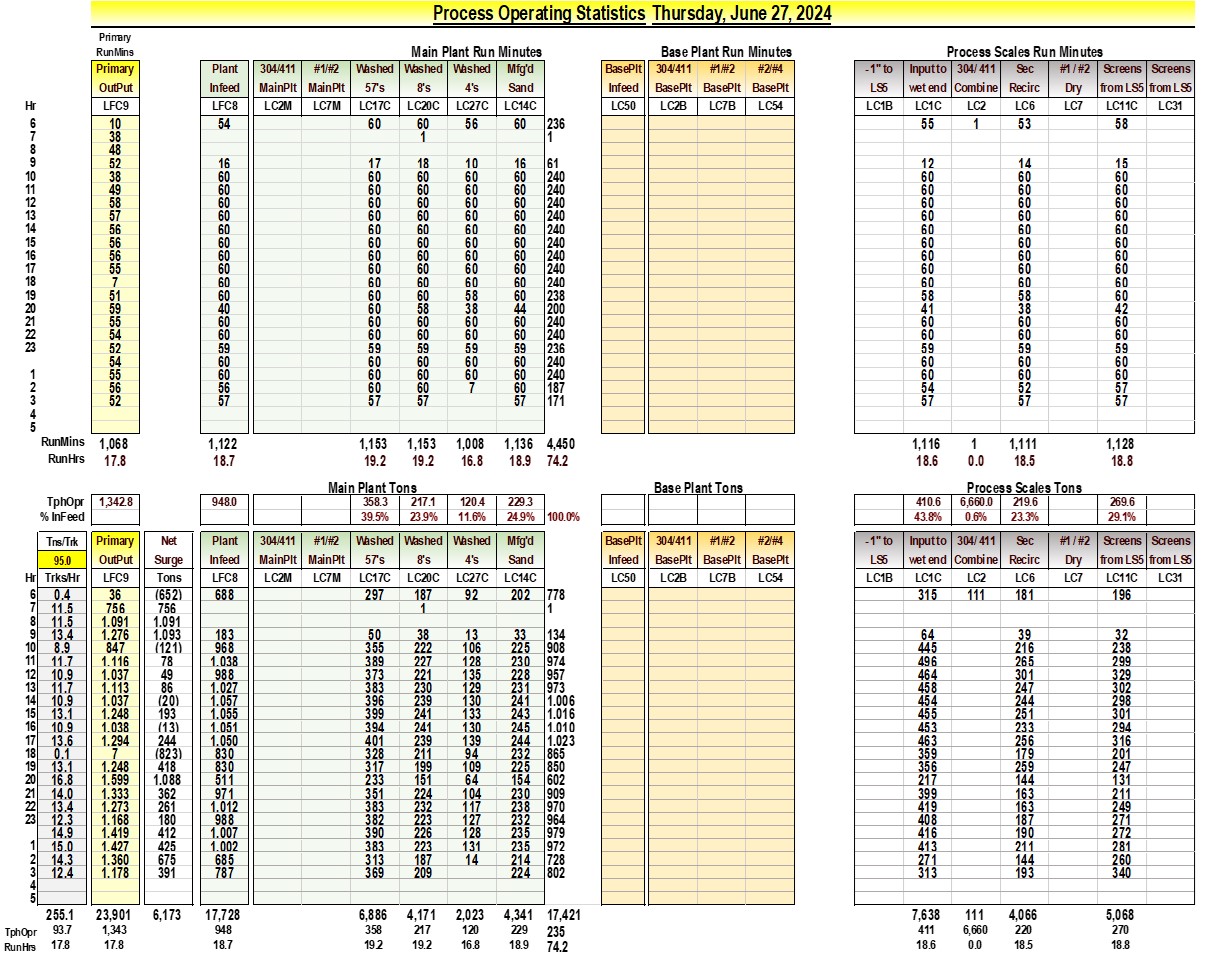 Process Operating Statistics Thursday, June 27, 2024
Primary
RunMins Main Plant Run Minutes Base Plant Run Minutes Process Scales Run Minutes
Primary Plant 304/411 #1/#2 Washed Washed Washed Mfg'd BasePlt 304/411 #1/#2 #2/#4 -1" to Input to 304/ 411 Sec #1 / #2 Screens Screens
OutPut Infeed MainPlt MainPlt 57's 8's 4's Sand Infeed BasePlt BasePlt BasePlt LS5 wet end Combine Recirc Dry from LS5 from LS5
Hr LFC9 LFC8 LC2M LC7M LC17C LC20C LC27C LC14C LC50 LC2B LC7B LC54 LC1B LC1C LC2 LC6 LC7 LC11C LC31
6 10 54 60 60 56 60 236 55 1 53 58
7 38 1 1
8 48
9 52 16 17 18 10 16 61 12 14 15
10 38 60 60 60 60 60 240 60 60 60
11 49 60 60 60 60 60 240 60 60 60
12 58 60 60 60 60 60 240 60 60 60
13 57 60 60 60 60 60 240 60 60 60
14 56 60 60 60 60 60 240 60 60 60
15 56 60 60 60 60 60 240 60 60 60
16 56 60 60 60 60 60 240 60 60 60
17 55 60 60 60 60 60 240 60 60 60
18 7 60 60 60 60 60 240 60 60 60
19 51 60 60 60 58 60 238 58 58 60
20 59 40 60 58 38 44 200 41 38 42
21 55 60 60 60 60 60 240 60 60 60
22 54 60 60 60 60 60 240 60 60 60
23 52 59 59 59 59 59 236 59 59 59
54 60 60 60 60 60 240 60 60 60
1 55 60 60 60 60 60 240 60 60 60
2 56 56 60 60 7 60 187 54 52 57
3 52 57 57 57 57 171 57 57 57
4
5
RunMins 1,068 1,122 1,153 1,153 1,008 1,136 4,450 1,116 1 1,111 1,128
RunHrs 17.8 18.7 19.2 19.2 16.8 18.9 74.2 18.6 0.0 18.5 18.8
Main Plant Tons Base Plant Tons Process Scales Tons
TphOpr 1,342.8 948.0 358.3 217.1 120.4 229.3 410.6 6,660.0 219.6 269.6
% InFeed 39.5% 23.9% 11.6% 24.9% 100.0% 43.8% 0.6% 23.3% 29.1%
Tns/Trk Primary Net Plant 304/411 #1/#2 Washed Washed Washed Mfg'd BasePlt 304/411 #1/#2 #2/#4 -1" to Input to 304/ 411 Sec #1 / #2 Screens Screens
95.0 OutPut Surge Infeed MainPlt MainPlt 57's 8's 4's Sand Infeed BasePlt BasePlt BasePlt LS5 wet end Combine Recirc Dry from LS5 from LS5
Hr Trks/Hr LFC9 Tons LFC8 LC2M LC7M LC17C LC20C LC27C LC14C LC50 LC2B LC7B LC54 LC1B LC1C LC2 LC6 LC7 LC11C LC31
6 0.4 36 (652) 688 297 187 92 202 778 315 111 181 196
7 11.5 756 756 1 1
8 11.5 1.091 1.091
9 13.4 1.276 1.093 183 50 38 13 33 134 64 39 32
10 8.9 847 (121) 968 355 222 106 225 908 445 216 238
11 11.7 1.116 78 1.038 389 227 128 230 974 496 265 299
12 10.9 1.037 49 988 373 221 135 228 957 464 301 329
13 11.7 1.113 86 1.027 383 230 129 231 973 458 247 302
14 10.9 1.037 (20) 1.057 396 239 130 241 1.006 454 244 298
15 13.1 1.248 193 1.055 399 241 133 243 1.016 455 251 301
16 10.9 1.038 (13) 1.051 394 241 130 245 1.010 453 233 294
17 13.6 1.294 244 1.050 401 239 139 244 1.023 463 256 316
18 0.1 7 (823) 830 328 211 94 232 865 359 179 201
19 13.1 1.248 418 830 317 199 109 225 850 356 259 247
20 16.8 1.599 1.088 511 233 151 64 154 602 217 144 131
21 14.0 1.333 362 971 351 224 104 230 909 399 163 211
22 13.4 1.273 261 1.012 383 232 117 238 970 419 163 249
23 12.3 1.168 180 988 382 223 127 232 964 408 187 271
14.9 1.419 412 1.007 390 226 128 235 979 416 190 272
1 15.0 1.427 425 1.002 383 223 131 235 972 413 211 281
2 14.3 1.360 675 685 313 187 14 214 728 271 144 260
3 12.4 1.178 391 787 369 209 224 802 313 193 340
4
5
255.1 23,901 6,173 17,728 6,886 4,171 2,023 4,341 17,421 7,638 111 4,066 5,068
TphOpr 93.7 1,343 948 358 217 120 229 235 411 6,660 220 270
RunHrs 17.8 17.8 18.7 19.2 19.2 16.8 18.9 74.2 18.6 0.0 18.5 18.8